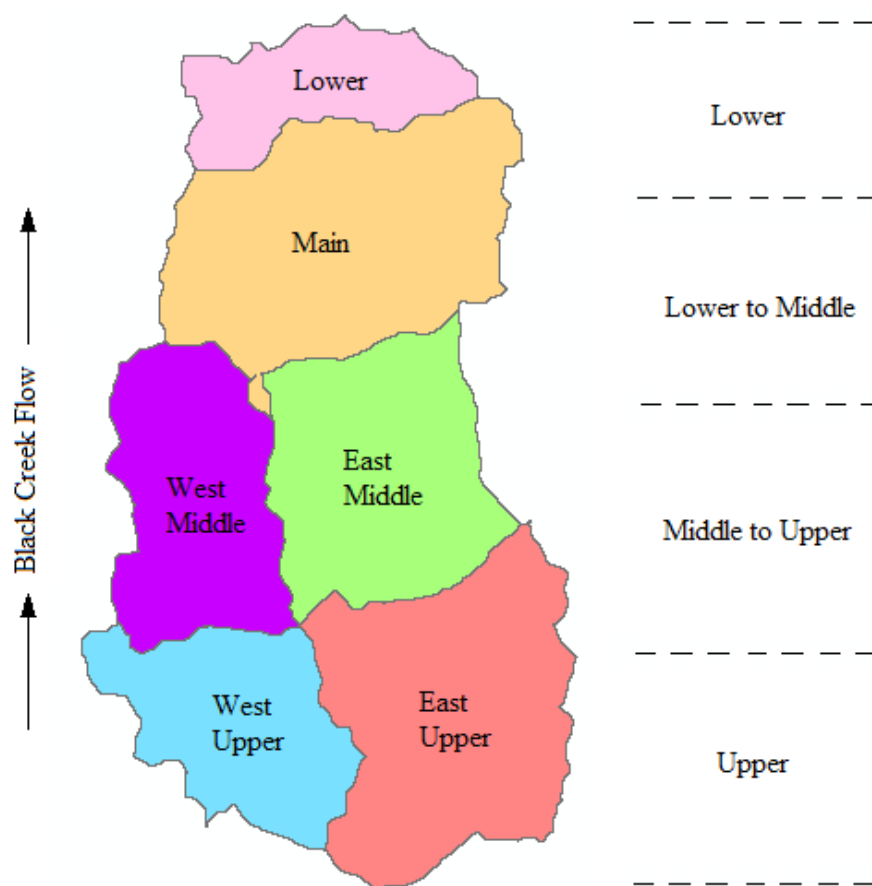 Lower
Lower
Main
Lower to Middle
Black Creek Flow
East
Middle
West
Middle
Middle to Upper
West
Upper
East
Upper
Upper